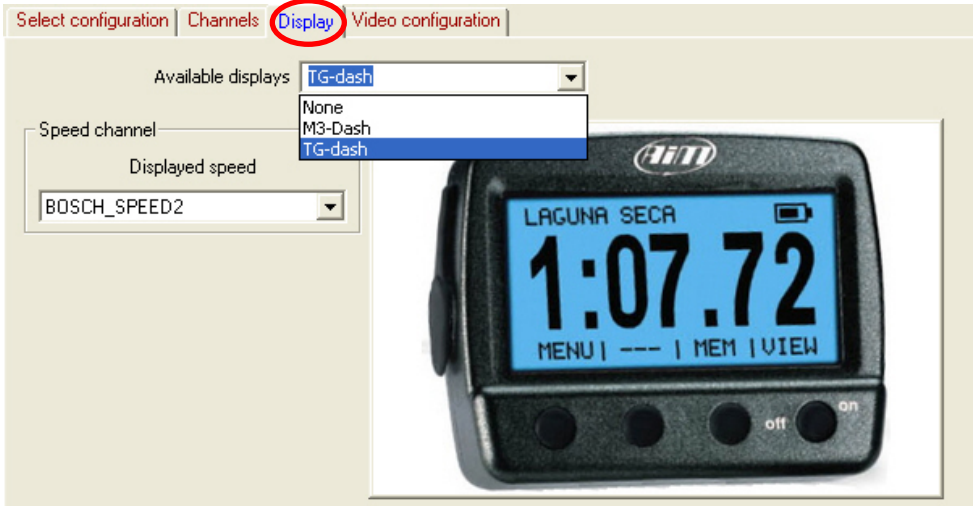 Select configuration Channels Display Video configuration
Available displays TG-dash
None
M3-Dash
TG-dash
Speed channel
Displayed speed
BOSCH_SPEED2
AiM
LAGUNA SECA
1:07.72
MENU| --- | MEM |VIEW
off on